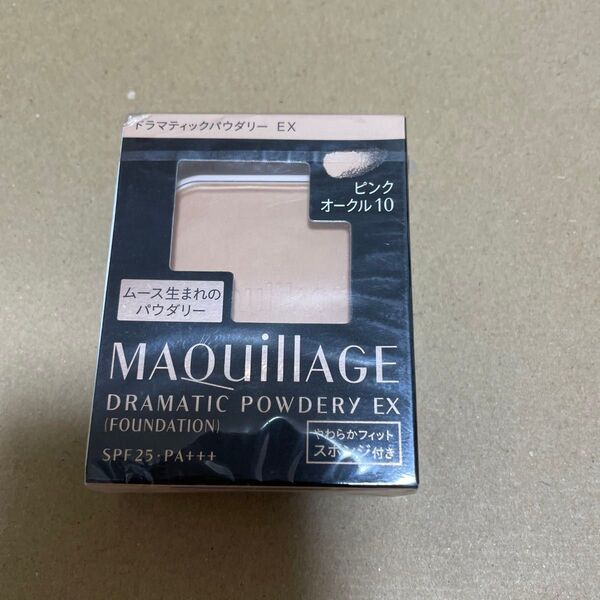 ドラマティックパウダリー EX
ピンク
オークル10
ムース生まれの
パウダリー
MAQuillAGE
DRAMATIC POWDERY EX
(FOUNDATION)
SPF25・PA+++
やわらかフィット
スポンジ付き